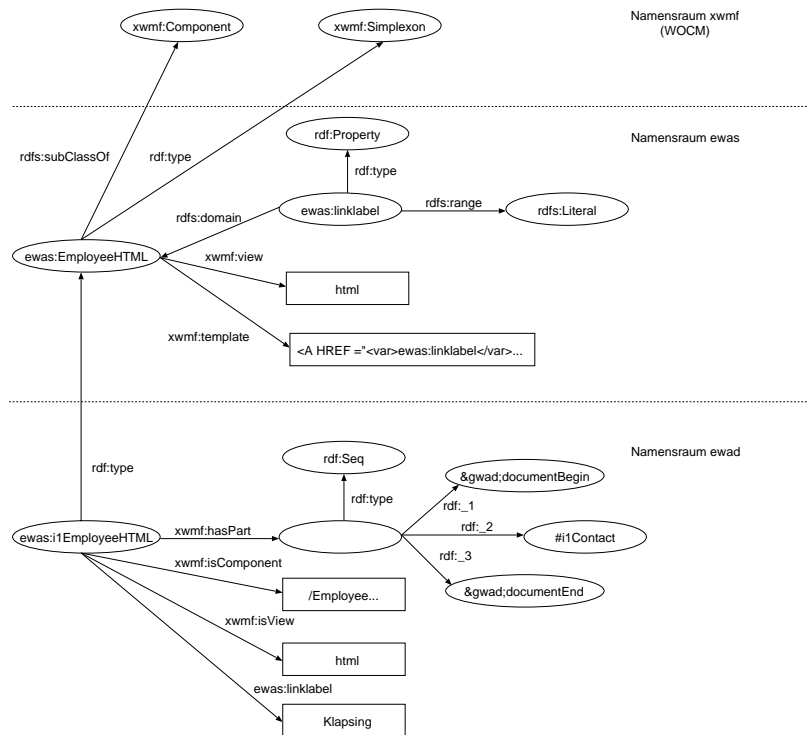 xwmf:Component
xwmf:Simplexon
Namensraum xwmf
(WOCM)
rdf:Property
Namensraum ewas
rdfs:subClassOf
rdf:type
rdf:type
rdfs:domain
ewas:linklabel
rdfs:range
rdfs:Literal
ewas:EmployeeHTML
xwmf:view
html
xwmf:template
<A HREF ="<var>ewas:linklabel</var>...
Namensraum ewad
rdf:type
rdf:Seq
rdf:type
&gwad;documentBegin
rdf:_1
ewas:i1EmployeeHTML
xwmf:hasPart
rdf:_2
#i1Contact
rdf:_3
xwmf:isComponent
/Employee...
&gwad;documentEnd
xwmf:isView
html
ewas:linklabel
Klapsing